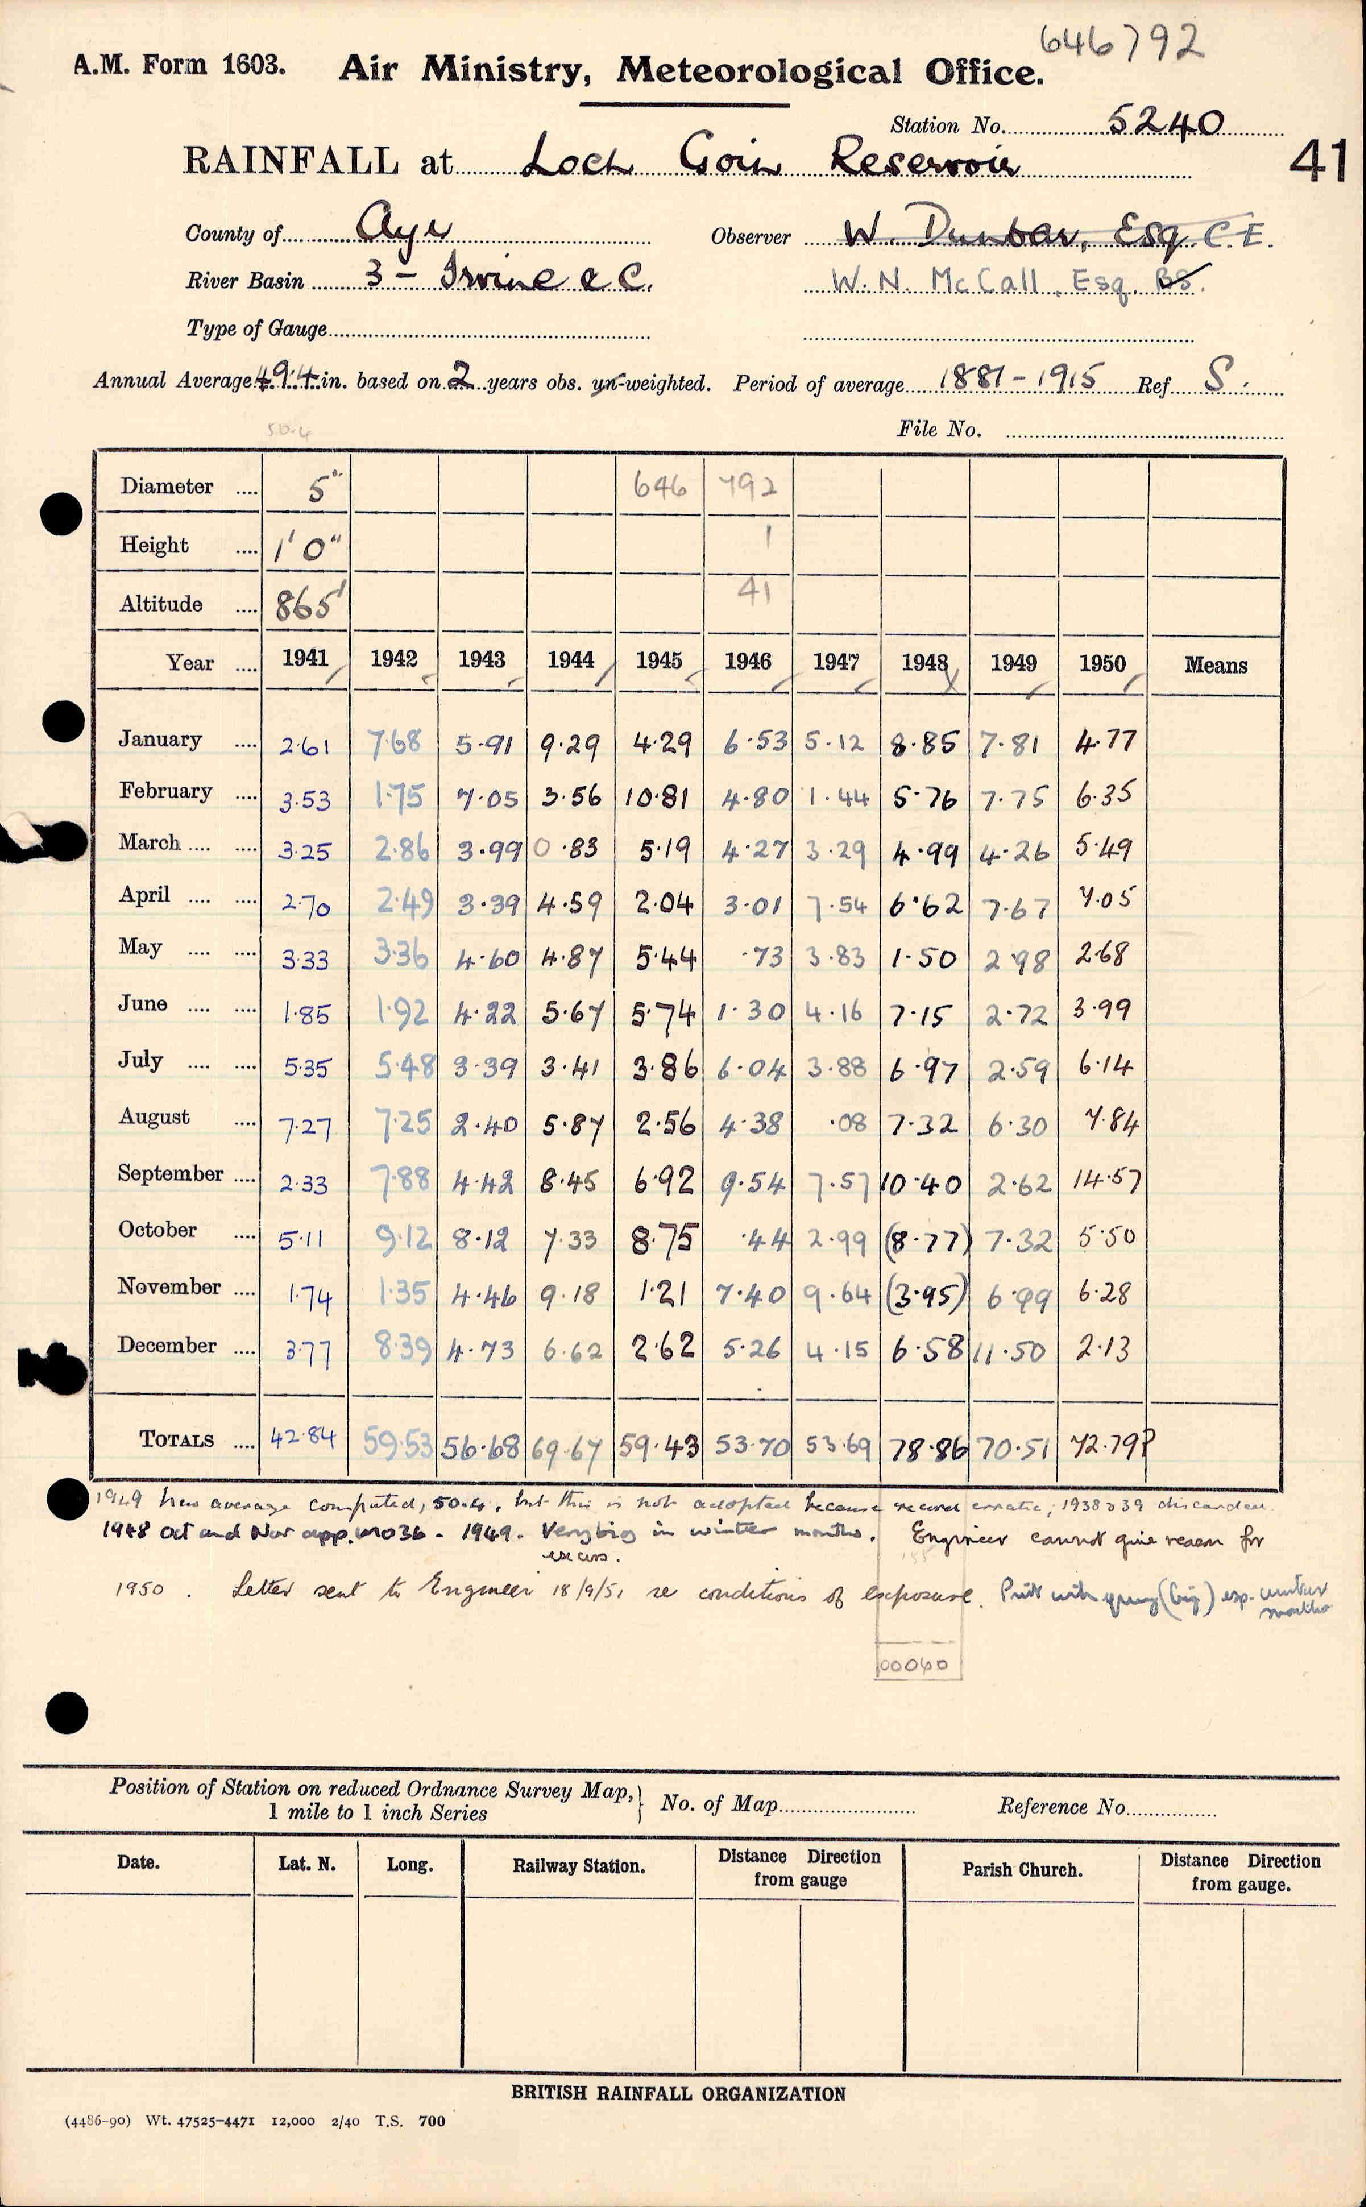 646792
A.M. Form 1603. Air Ministry, Meteorological Office.
Station No. 5240
41
RAINFALL at Loch Goin Reservoir
County of Ayr Observer W. Dunbar, Esq. C.E.
River Basin 3 - Irvine & C. W. N. McCall, Esq. BS.
Type of Gauge
Annual Average 49.4 in. based on 2 years obs. un-weighted. Period of average 1881-1915 Ref S.
50.4
File No.
Diameter .... 5" 646 792
Height .... 1' 0" 1
Altitude .... 865' 41
Year .... 1941 1942 1943 1944 1945 1946 1947 1948 1949 1950 Means
January .... 2.61 7.68 5.91 9.29 4.29 6.53 5.12 8.85 7.81 4.77
February .... 3.53 1.75 7.05 3.56 10.81 4.80 1.44 5.76 7.75 6.35
March .... .... 3.25 2.86 3.99 0.83 5.19 4.27 3.29 4.99 4.26 5.49
April .... .... 2.70 2.49 3.39 4.59 2.04 3.01 7.54 6.62 7.67 7.05
May .... .... 3.33 3.36 4.60 4.87 5.44 .73 3.83 1.50 2.98 2.68
June .... .... 1.85 1.92 4.22 5.67 5.74 1.30 4.16 7.15 2.72 3.99
July .... .... 5.35 5.48 3.39 3.41 3.86 6.04 3.88 6.97 2.59 6.14
August .... 7.27 7.25 2.40 5.87 2.56 4.38 .08 7.32 6.30 7.84
September .... 2.33 7.88 4.42 8.45 6.92 9.54 7.57 10.40 2.62 14.57
October .... 5.11 9.12 8.12 7.33 8.75 .44 2.99 (8.77) 7.32 5.50
November .... 1.74 1.35 4.46 9.18 1.21 7.40 9.64 (3.95) 6.99 6.28
December .... 3.77 8.39 4.73 6.62 2.62 5.26 4.15 6.58 11.50 2.13
TOTALS .... 42.84 59.53 56.68 69.67 59.43 53.70 53.69 78.86 70.51 72.79?
1949 new average computed, 50.4, but this is not adopted because record erratic; 1938 & 39 discarded.
1948 Oct and Nov app. 1949. Very big in winter months. Engineer cannot give reason for
excess.
1950. Letter sent to Engineer 18/9/51 re conditions of exposure. (big) esp. winter
months
00060
Position of Station on reduced Ordnance Survey Map, } No. of Map Reference No.
1 mile to 1 inch Series
Date. Lat. N. Long. Railway Station. Distance Direction from gauge Parish Church. Distance Direction from gauge.
BRITISH RAINFALL ORGANIZATION
(4486-90) Wt. 47525-4471 12,000 2/40 T.S. 700